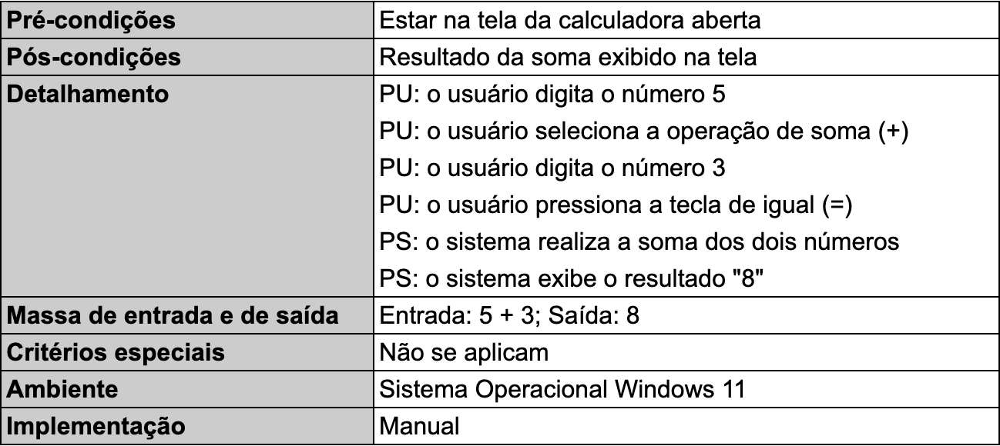 Pré-condições Estar na tela da calculadora aberta
Pós-condições Resultado da soma exibido na tela
Detalhamento PU: o usuário digita o número 5
PU: o usuário seleciona a operação de soma (+)
PU: o usuário digita o número 3
PU: o usuário pressiona a tecla de igual (=)
PS: o sistema realiza a soma dos dois números
PS: o sistema exibe o resultado "8"
Massa de entrada e de saída Entrada: 5 + 3; Saída: 8
Critérios especiais Não se aplicam
Ambiente Sistema Operacional Windows 11
Implementação Manual